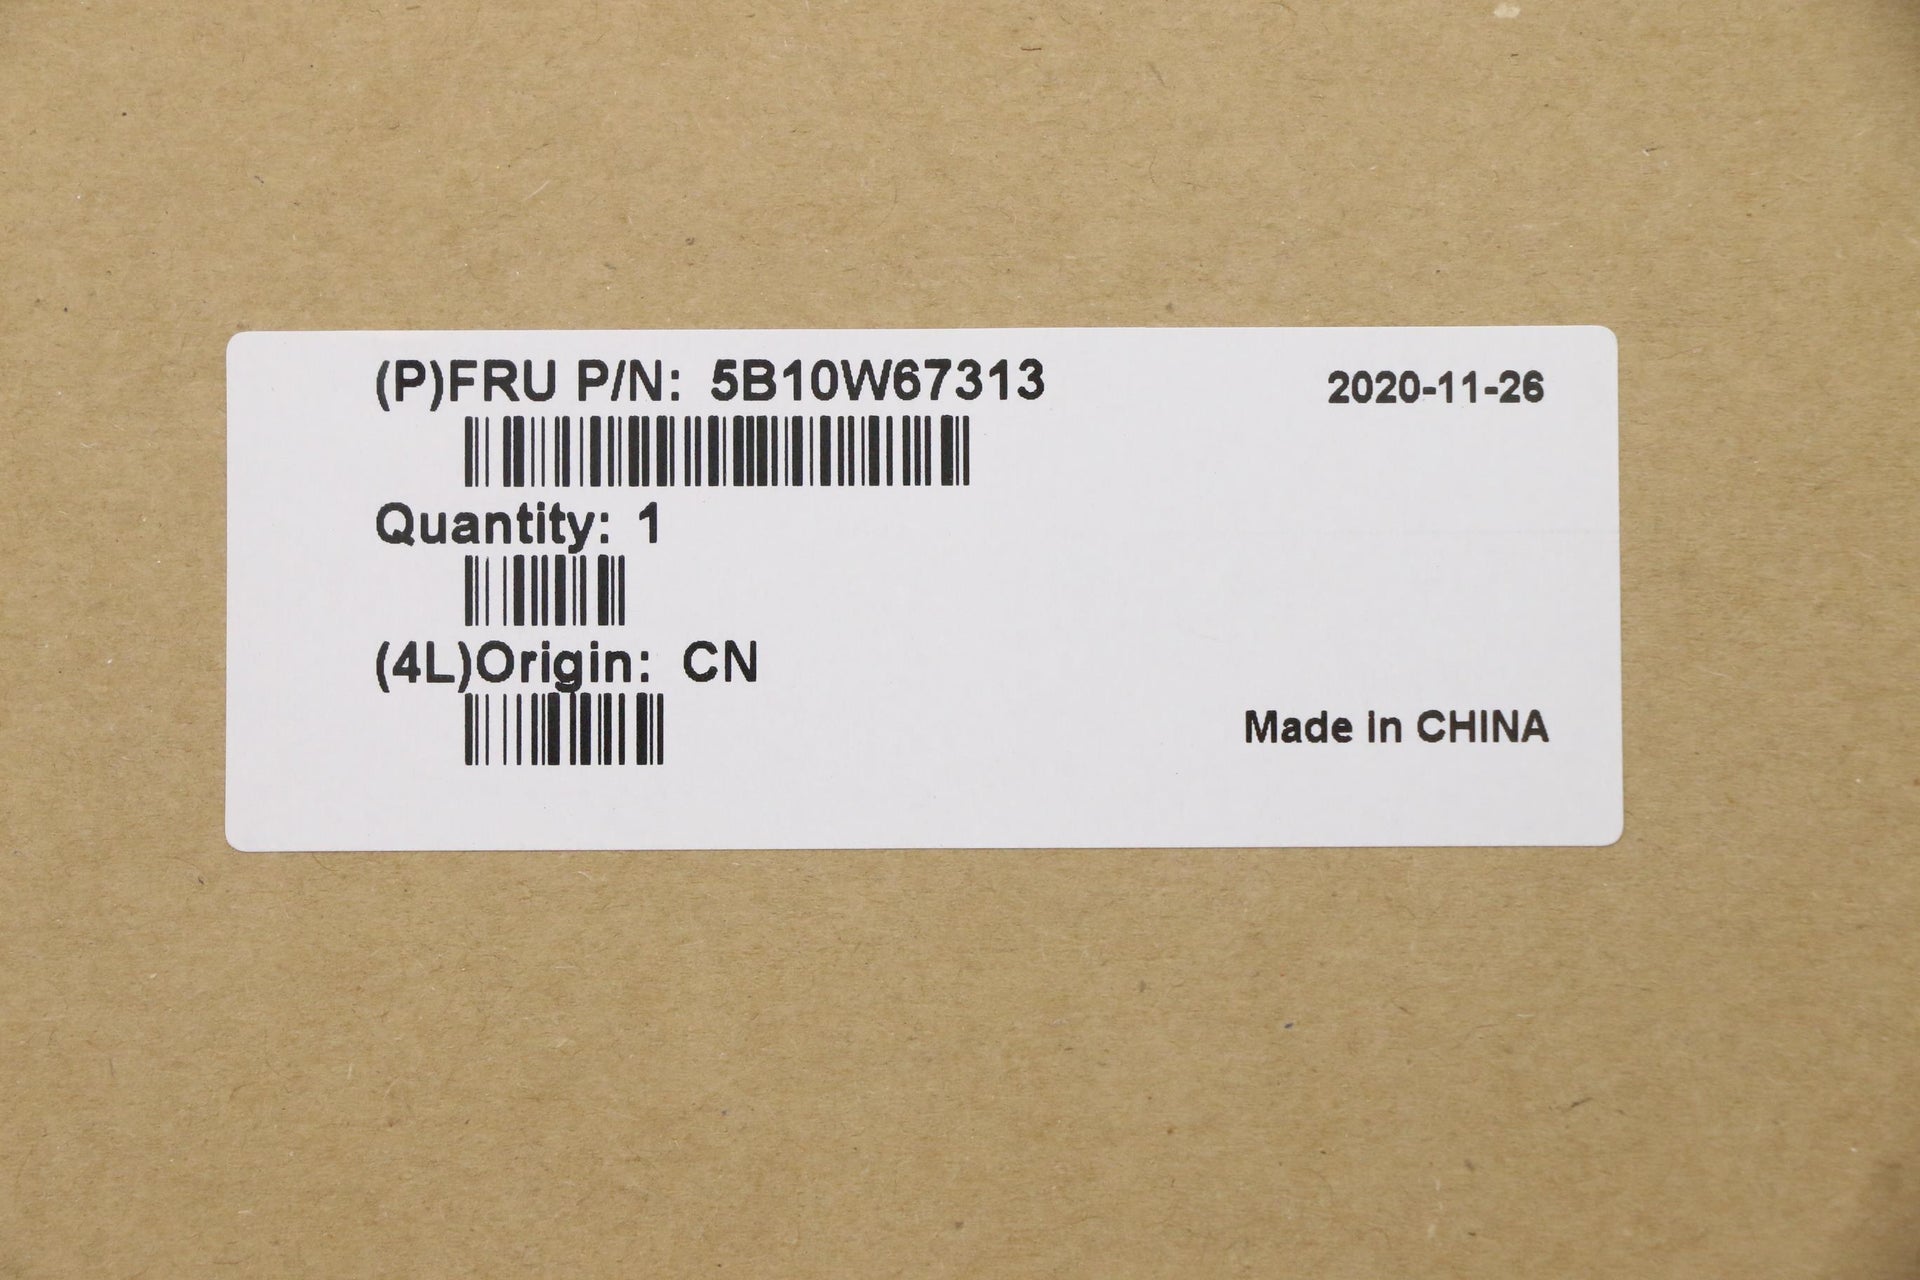 (P)FRU P/N: 5B10W67313
2020-11-26
Quantity: 1
(4L)Origin: CN
Made in CHINA